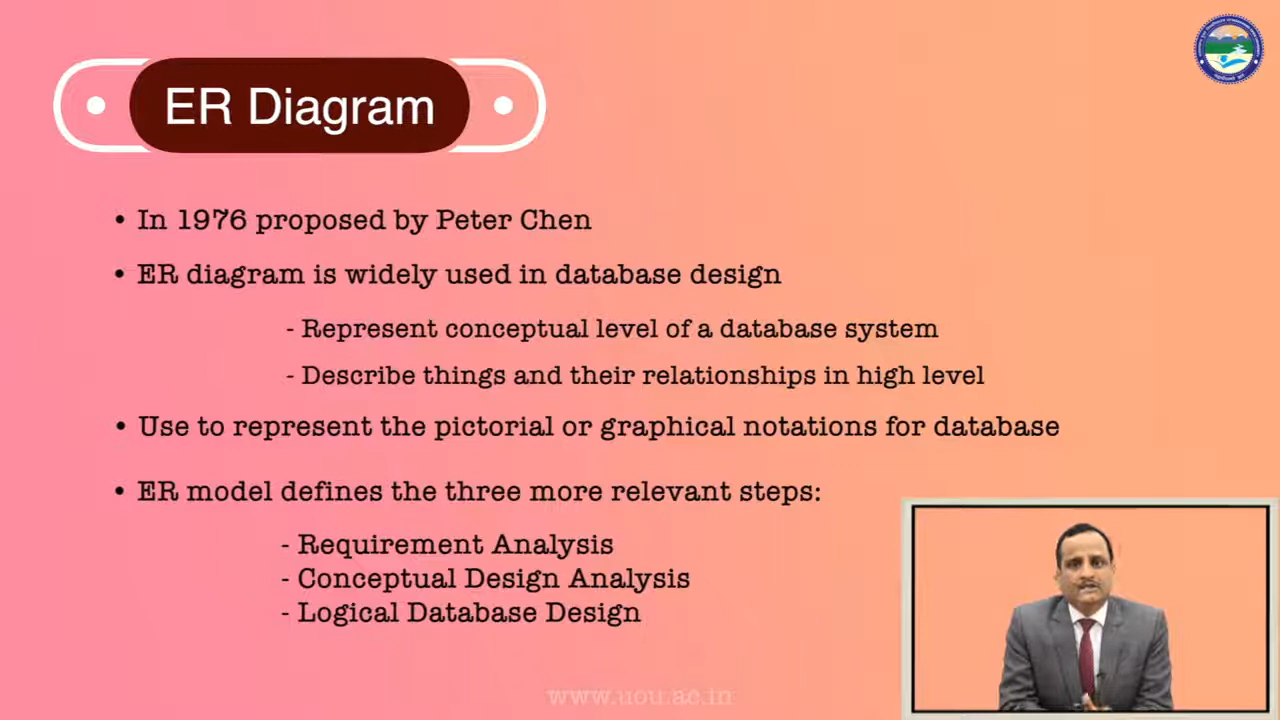 ER Diagram
• In 1976 proposed by Peter Chen
• ER diagram is widely used in database design
- Represent conceptual level of a database system
- Describe things and their relationships in high level
• Use to represent the pictorial or graphical notations for database
• ER model defines the three more relevant steps:
- Requirement Analysis
- Conceptual Design Analysis
- Logical Database Design
www.uou.ac.in